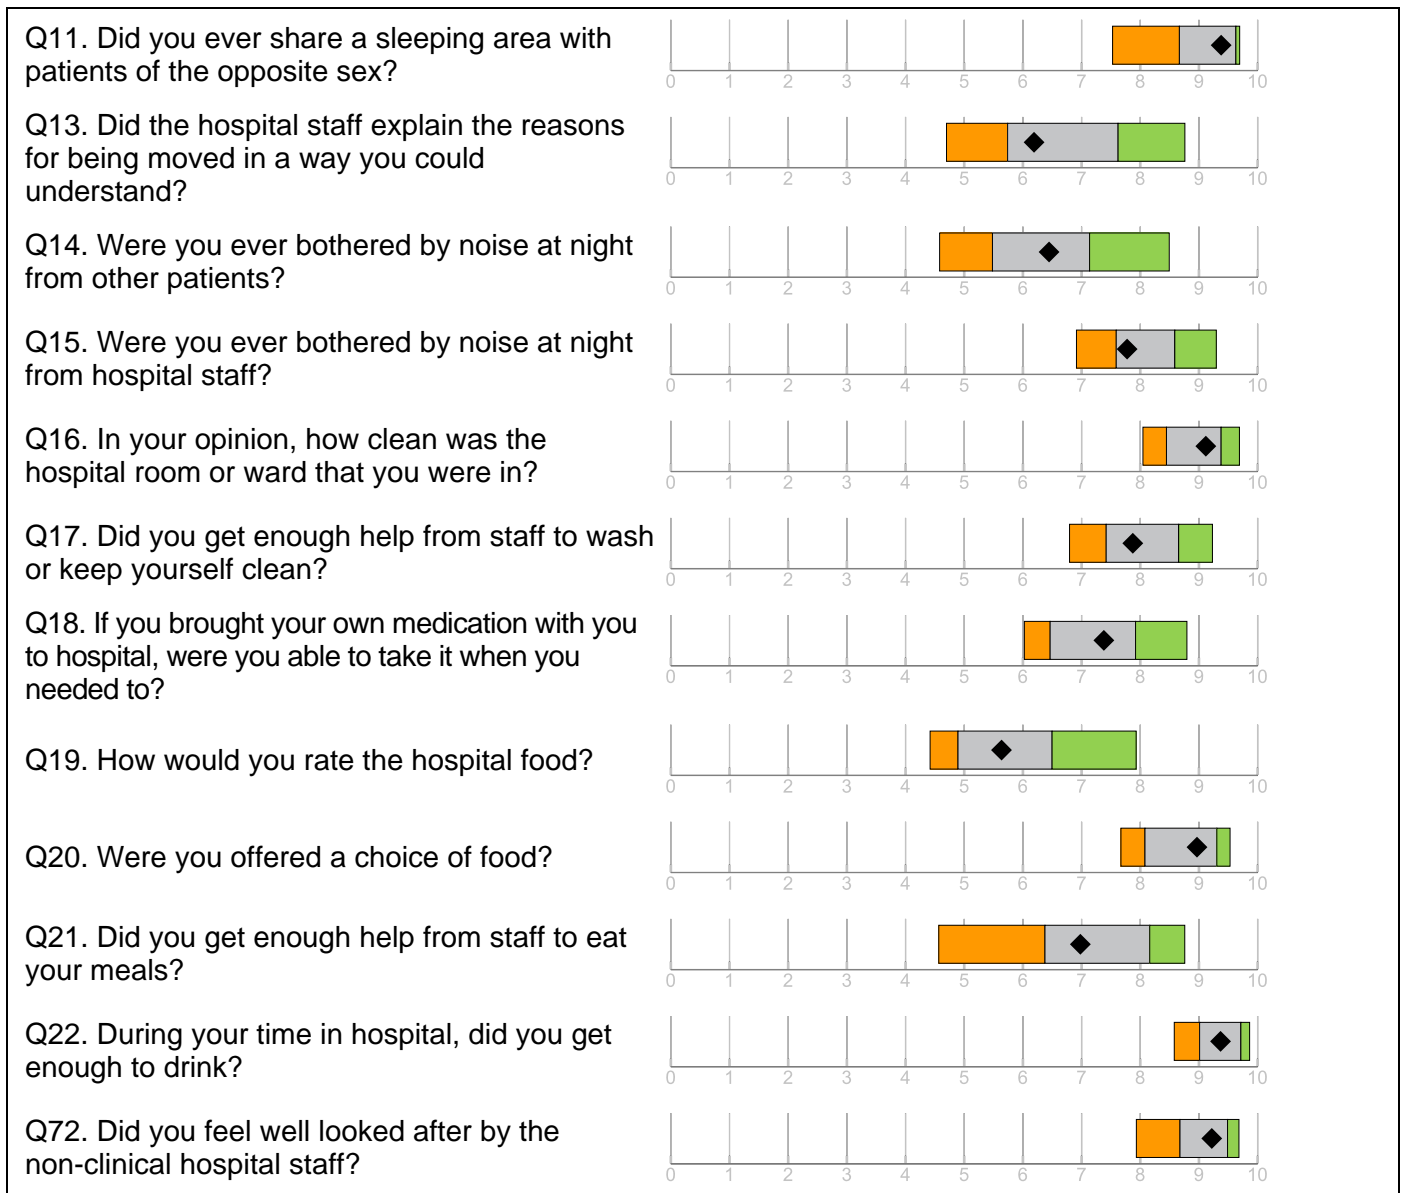 Q11. Did you ever share a sleeping area with
patients of the opposite sex?
0 1 2 3 4 5 6 7 8 9 10
Q13. Did the hospital staff explain the reasons
for being moved in a way you could
understand?
0 1 2 3 4 5 6 7 8 9 10
Q14. Were you ever bothered by noise at night
from other patients?
0 1 2 3 4 5 6 7 8 9 10
Q15. Were you ever bothered by noise at night
from hospital staff?
0 1 2 3 4 5 6 7 8 9 10
Q16. In your opinion, how clean was the
hospital room or ward that you were in?
0 1 2 3 4 5 6 7 8 9 10
Q17. Did you get enough help from staff to wash
or keep yourself clean?
0 1 2 3 4 5 6 7 8 9 10
Q18. If you brought your own medication with you
to hospital, were you able to take it when you
needed to?
0 1 2 3 4 5 6 7 8 9 10
Q19. How would you rate the hospital food?
0 1 2 3 4 5 6 7 8 9 10
Q20. Were you offered a choice of food?
0 1 2 3 4 5 6 7 8 9 10
Q21. Did you get enough help from staff to eat
your meals?
0 1 2 3 4 5 6 7 8 9 10
Q22. During your time in hospital, did you get
enough to drink?
0 1 2 3 4 5 6 7 8 9 10
Q72. Did you feel well looked after by the
non-clinical hospital staff?
0 1 2 3 4 5 6 7 8 9 10